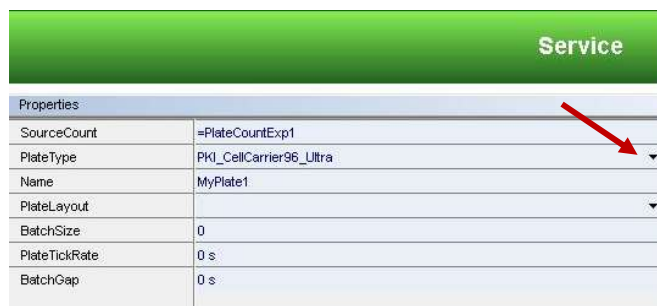 Service
Properties
SourceCount =PlateCountExp1
PlateType PKI_CellCarrier96_Ultra
Name MyPlate1
PlateLayout
BatchSize 0
PlateTickRate 0 s
BatchGap 0 s